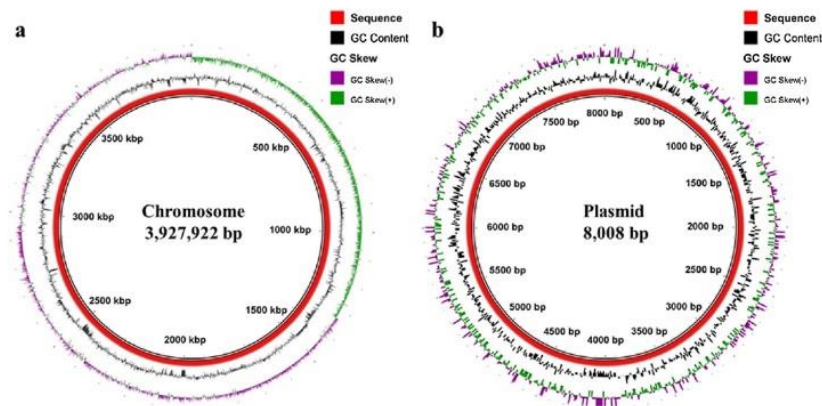 a
Sequence
GC Content
GC Skew
GC Skew(-)
GC Skew(+)
500 kbp
1000 kbp
1500 kbp
2000 kbp
2500 kbp
3000 kbp
3500 kbp
Chromosome
3,927,922 bp
b
Sequence
GC Content
GC Skew
GC Skew(-)
GC Skew(+)
8000 bp
500 bp
1000 bp
1500 bp
2000 bp
2500 bp
3000 bp
3500 bp
4000 bp
4500 bp
5000 bp
5500 bp
6000 bp
6500 bp
7000 bp
7500 bp
Plasmid
8,008 bp